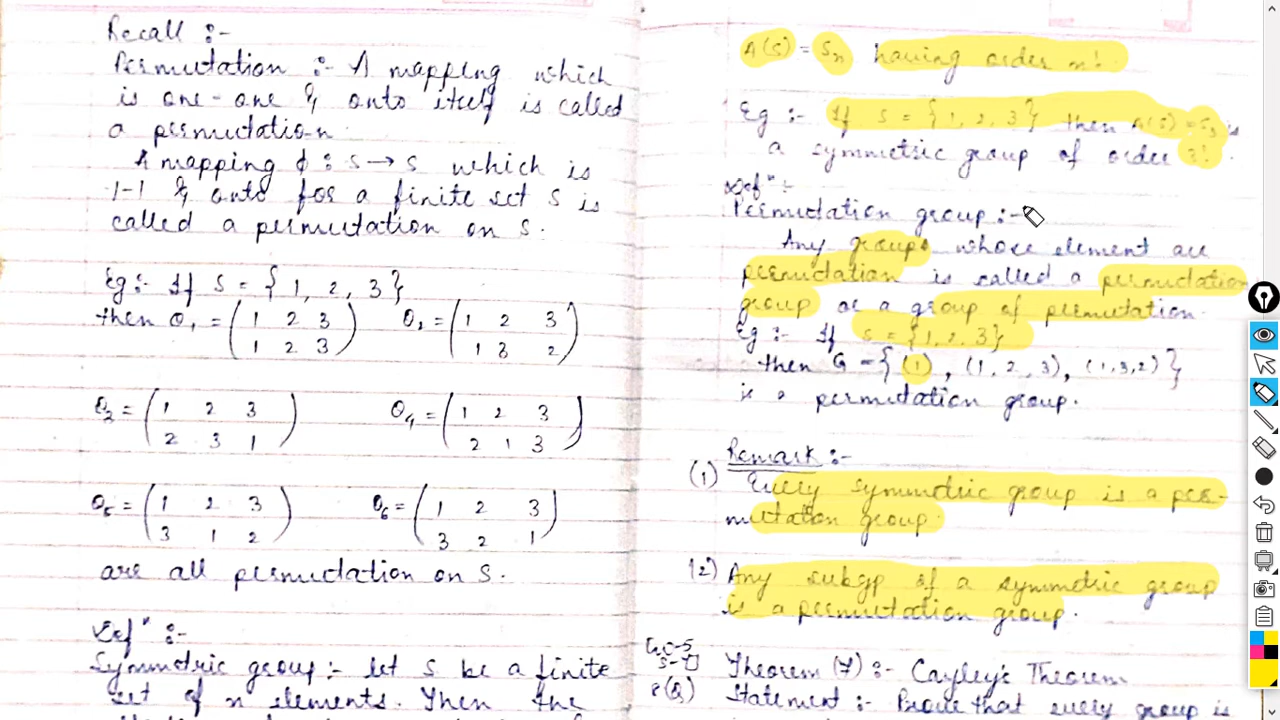 Recall :-
Permutation :- A mapping which
is one-one & onto itself is called
a permutation.
A mapping ϕ : S → S which is
1-1 & onto for a finite set S is
called a permutation on S.
Eg:- If S = { 1, 2, 3 }
then θ₁ = ( 1 2 3 θ₂ = ( 1 2 3
1 2 3 ) 1 3 2 )
θ₃ = ( 1 2 3 θ₄ = ( 1 2 3
2 3 1 ) 2 1 3 )
θ₅ = ( 1 2 3 θ₆ = ( 1 2 3
3 1 2 ) 3 2 1 )
are all permutation on S.
Defⁿ :-
Symmetric group :- let S be a finite
set of n elements. Then the
A(S) = Sn having order n!
Eg :- If S = {1, 2, 3} then A(S) = S3 is
a symmetric group of order 3!.
Defⁿ :-
Permutation group :-
Any group whose element are
permutation is called a permutation
group or a group of permutation.
Eg :- If S = {1, 2, 3}
then G = { (1), (1, 2, 3), (1, 3, 2) }
is a permutation group.
Remark :-
(1) Every symmetric group is a per-
mutation group.
(2) Any subgp of a symmetric group
is a permutation group.
Theorem (7) :- Cayley's Theorem
Statement :- Prove that every group is